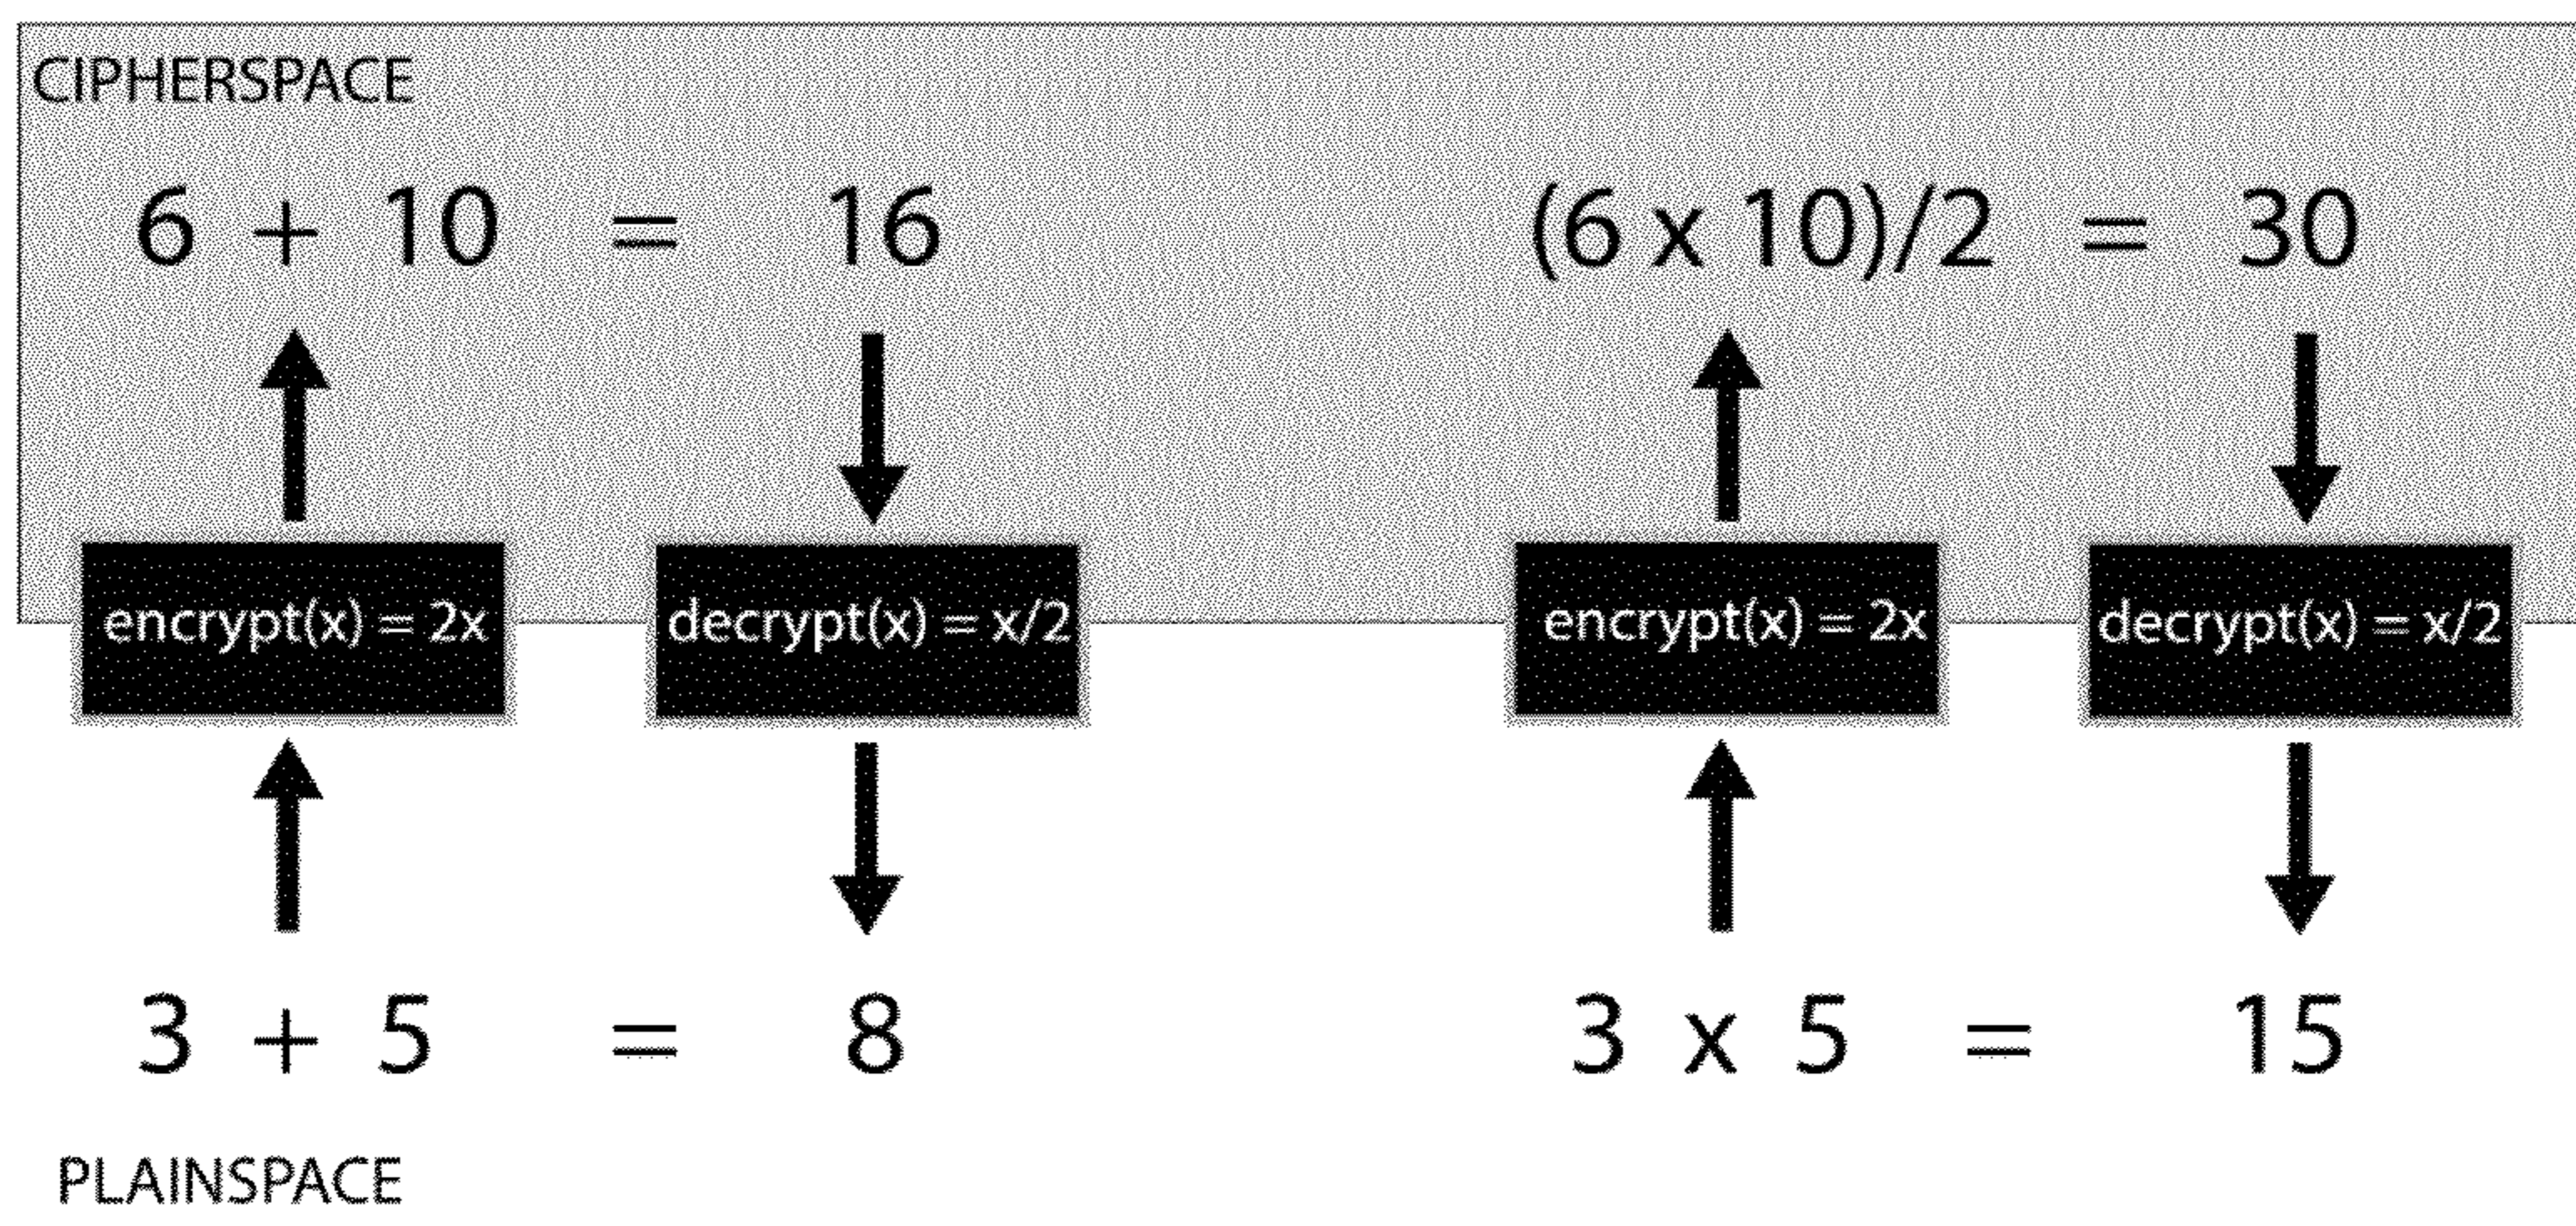 CIPHERSPACE
6 + 10 = 16
(6 x 10)/2 = 30
encrypt(x) = 2x
decrypt(x) = x/2
encrypt(x) = 2x
decrypt(x) = x/2
3 + 5 = 8
3 x 5 = 15
PLAINSPACE